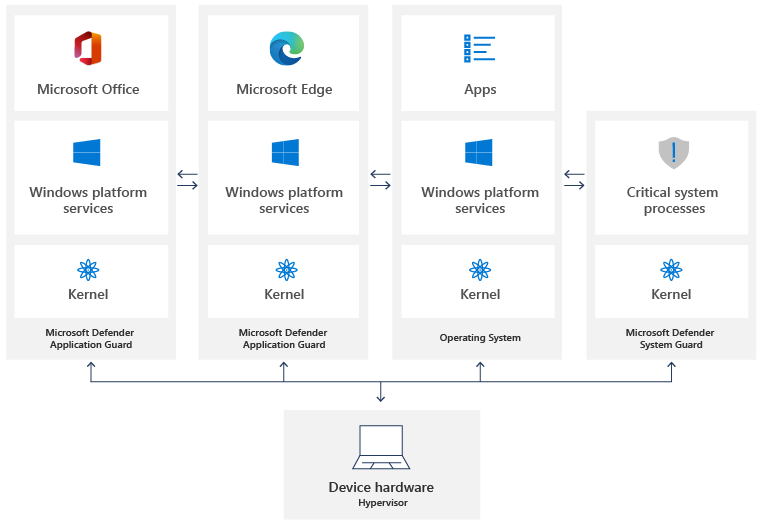 Microsoft Office
Windows platform
services
Kernel
Microsoft Defender
Application Guard
Microsoft Edge
Windows platform
services
Kernel
Microsoft Defender
Application Guard
Apps
Windows platform
services
Kernel
Operating System
Critical system
processes
Kernel
Microsoft Defender
System Guard
Device hardware
Hypervisor